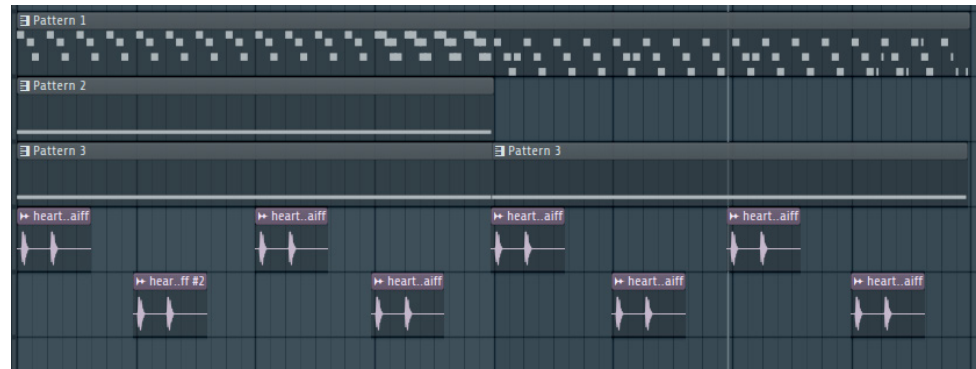 Pattern 1
Pattern 2
Pattern 3 Pattern 3
heart..aiff heart..aiff heart..aiff heart..aiff
hear..ff #2 heart..aiff heart..aiff heart..aiff